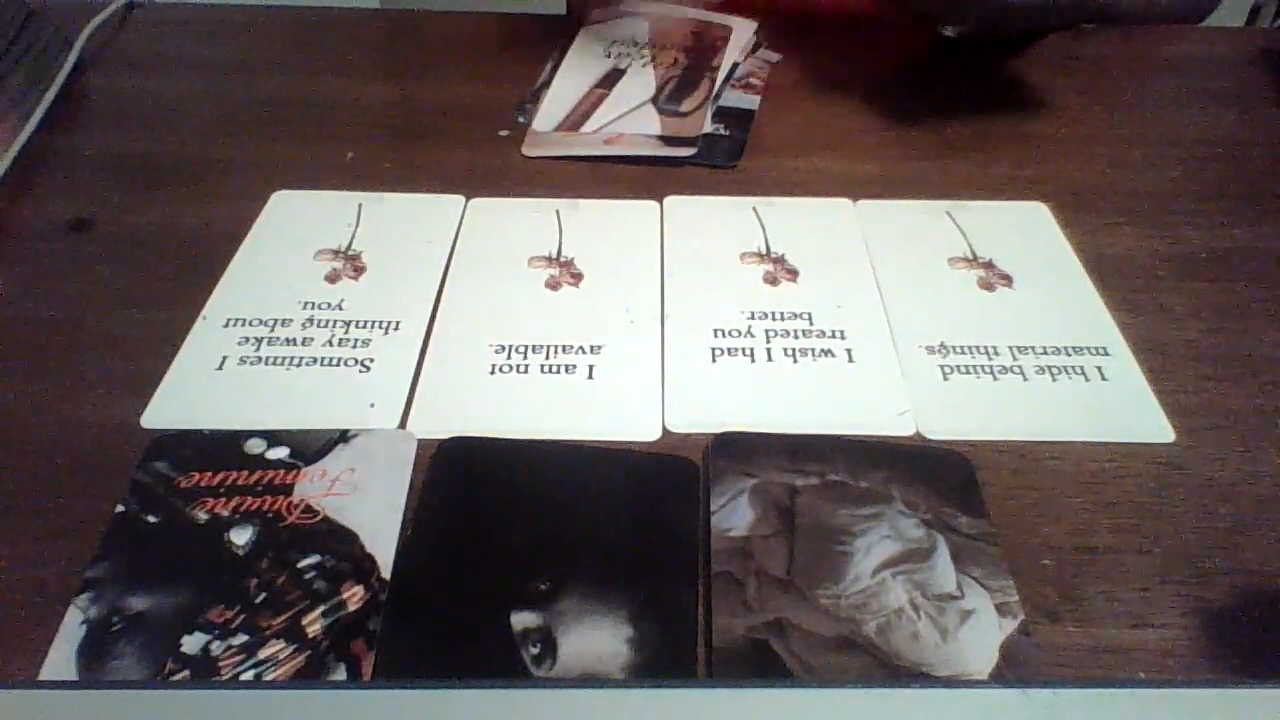 Divine
Feminine
I hide behind
material things.
I wish I had
treated you
better.
I am not
available.
Sometimes I
stay awake
thinking about
you.